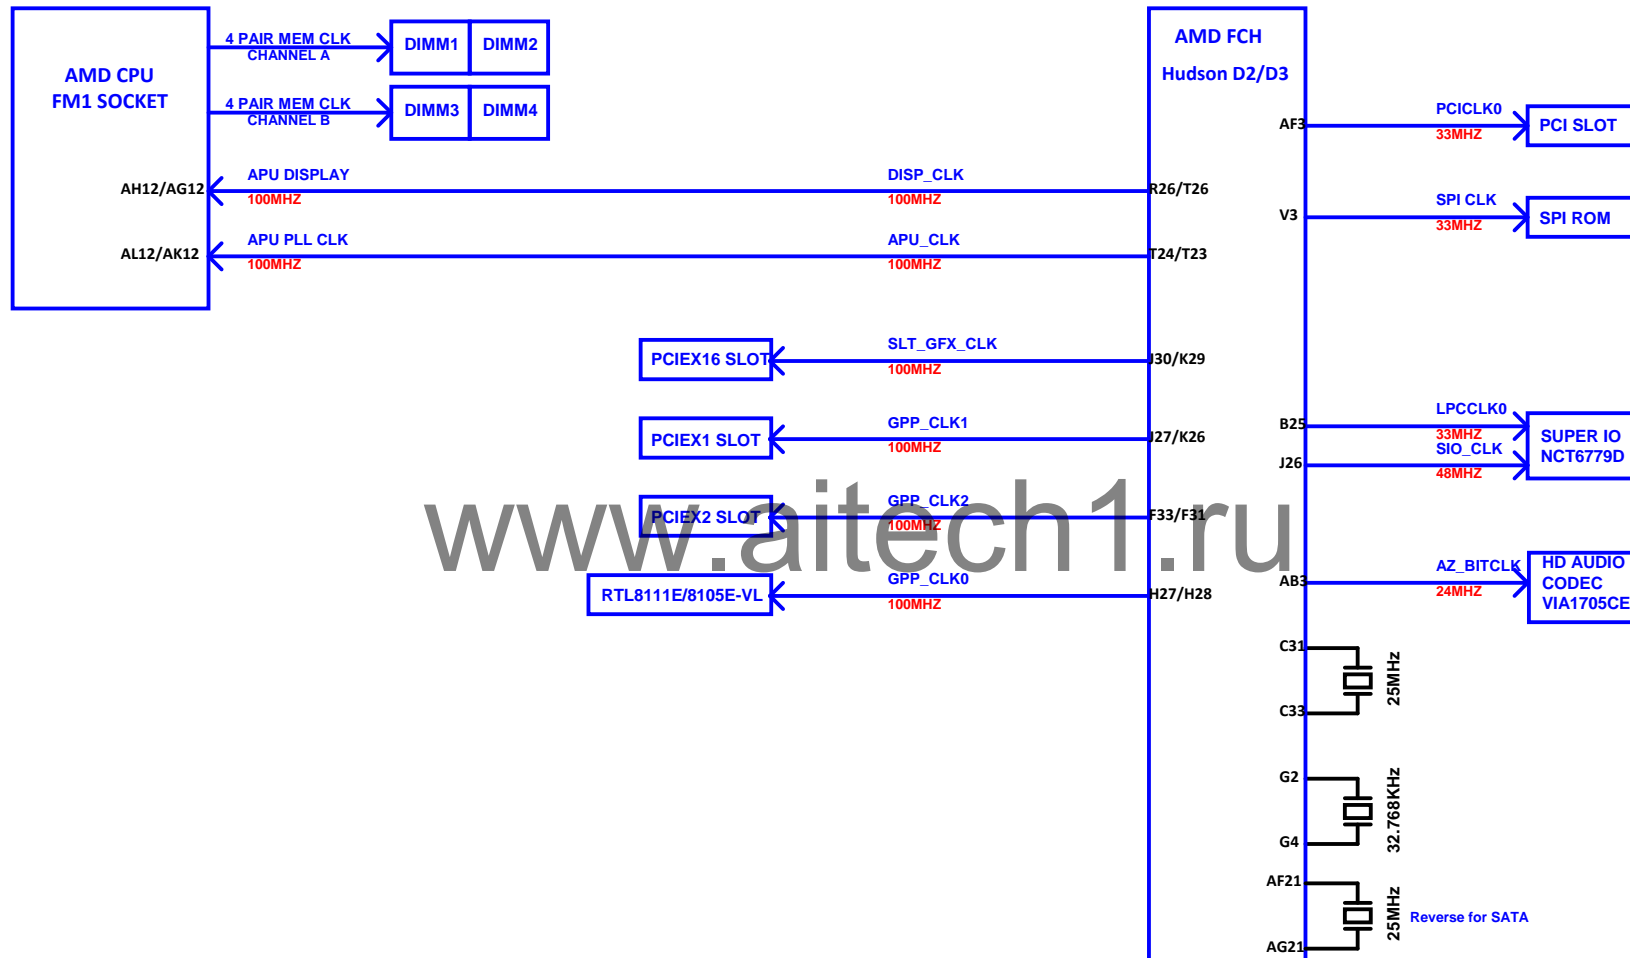 AMD CPU
FM1 SOCKET
4 PAIR MEM CLK
CHANNEL A
DIMM1 DIMM2
4 PAIR MEM CLK
CHANNEL B
DIMM3 DIMM4
AH12/AG12
APU DISPLAY
100MHZ
DISP_CLK
100MHZ
R26/T26
AL12/AK12
APU PLL CLK
100MHZ
APU_CLK
100MHZ
T24/T23
AMD FCH
Hudson D2/D3
PCIEX16 SLOT
SLT_GFX_CLK
100MHZ
J30/K29
PCIEX1 SLOT
GPP_CLK1
100MHZ
J27/K26
PCIEX2 SLOT
GPP_CLK2
100MHZ
F33/F31
RTL8111E/8105E-VL
GPP_CLK0
100MHZ
H27/H28
AF3
PCICLK0
33MHZ
PCI SLOT
V3
SPI CLK
33MHZ
SPI ROM
B25
LPCCLK0
33MHZ
J26
SIO_CLK
48MHZ
SUPER IO
NCT6779D
AB3
AZ_BITCLK
24MHZ
HD AUDIO
CODEC
VIA1705CE
C31
C33
25MHz
G2
G4
32.768KHz
AF21
AG21
25MHz
Reverse for SATA
www.aitech1.ru